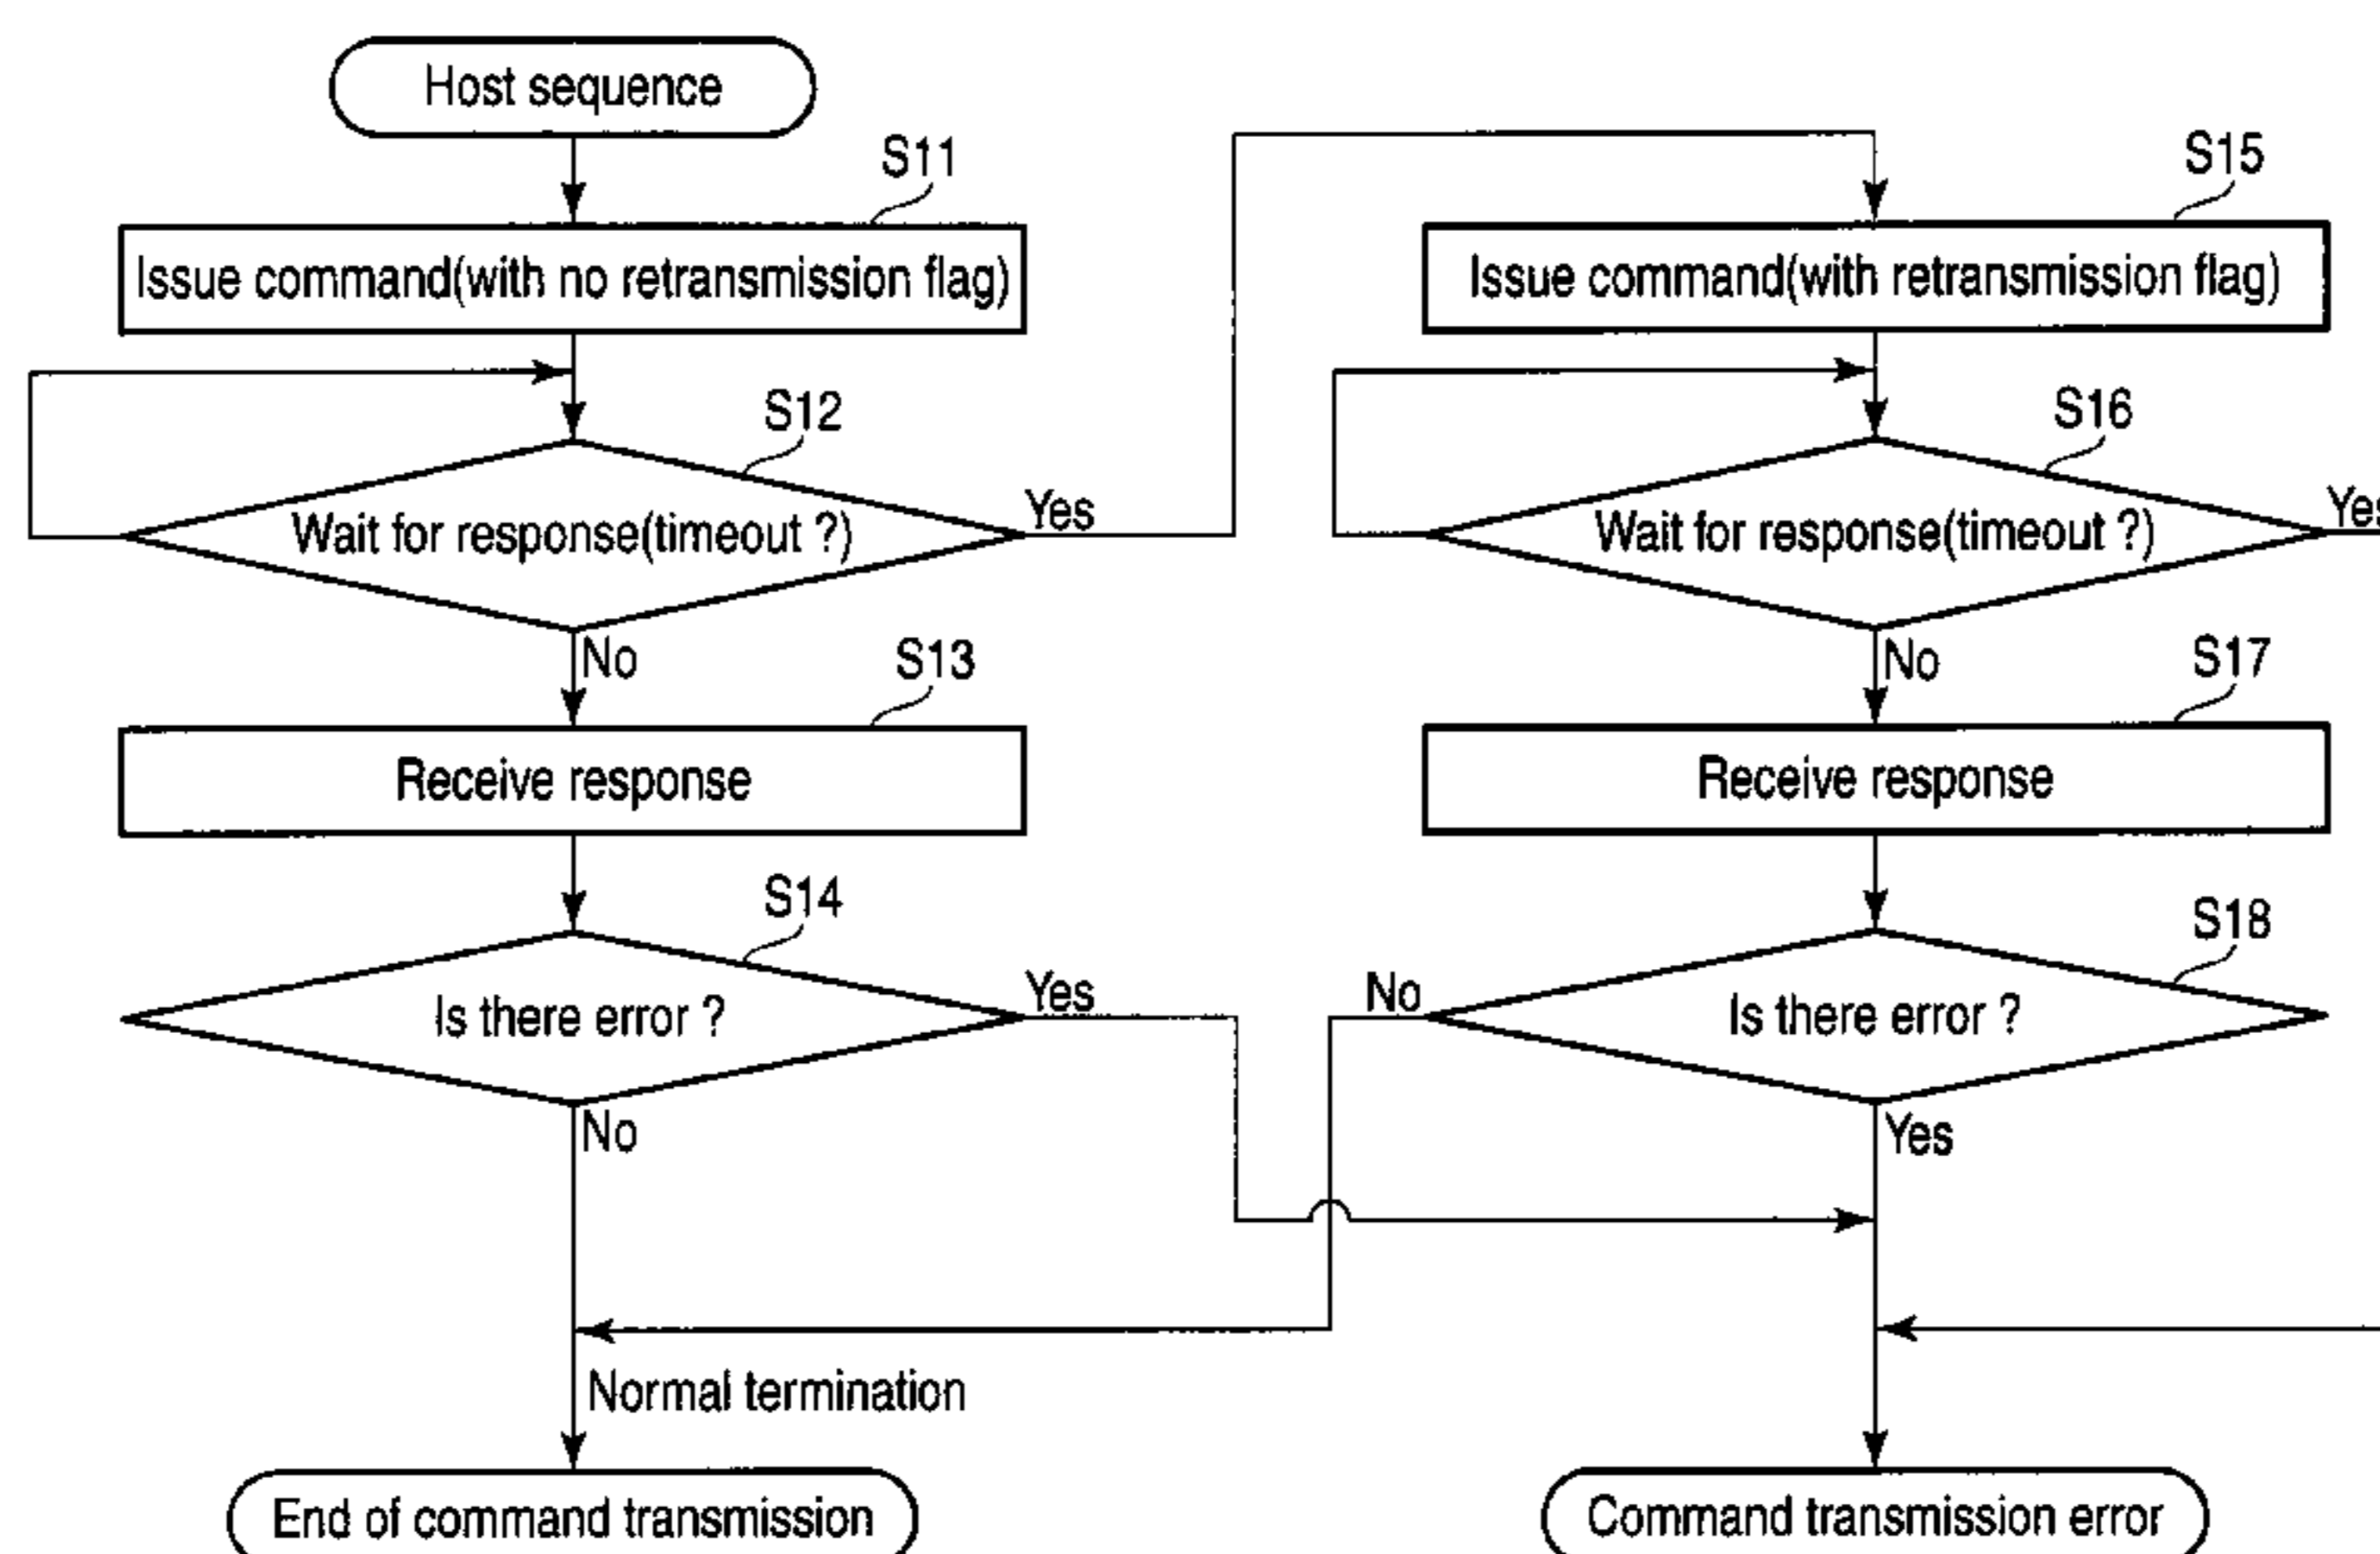 Host sequence
S11
Issue command(with no retransmission flag)
S12
Wait for response(timeout ?)
Yes
No
S13
Receive response
S14
Is there error ?
Yes
No
Normal termination
End of command transmission
S15
Issue command(with retransmission flag)
S16
Wait for response(timeout ?)
Yes
No
S17
Receive response
S18
Is there error ?
No
Yes
Command transmission error